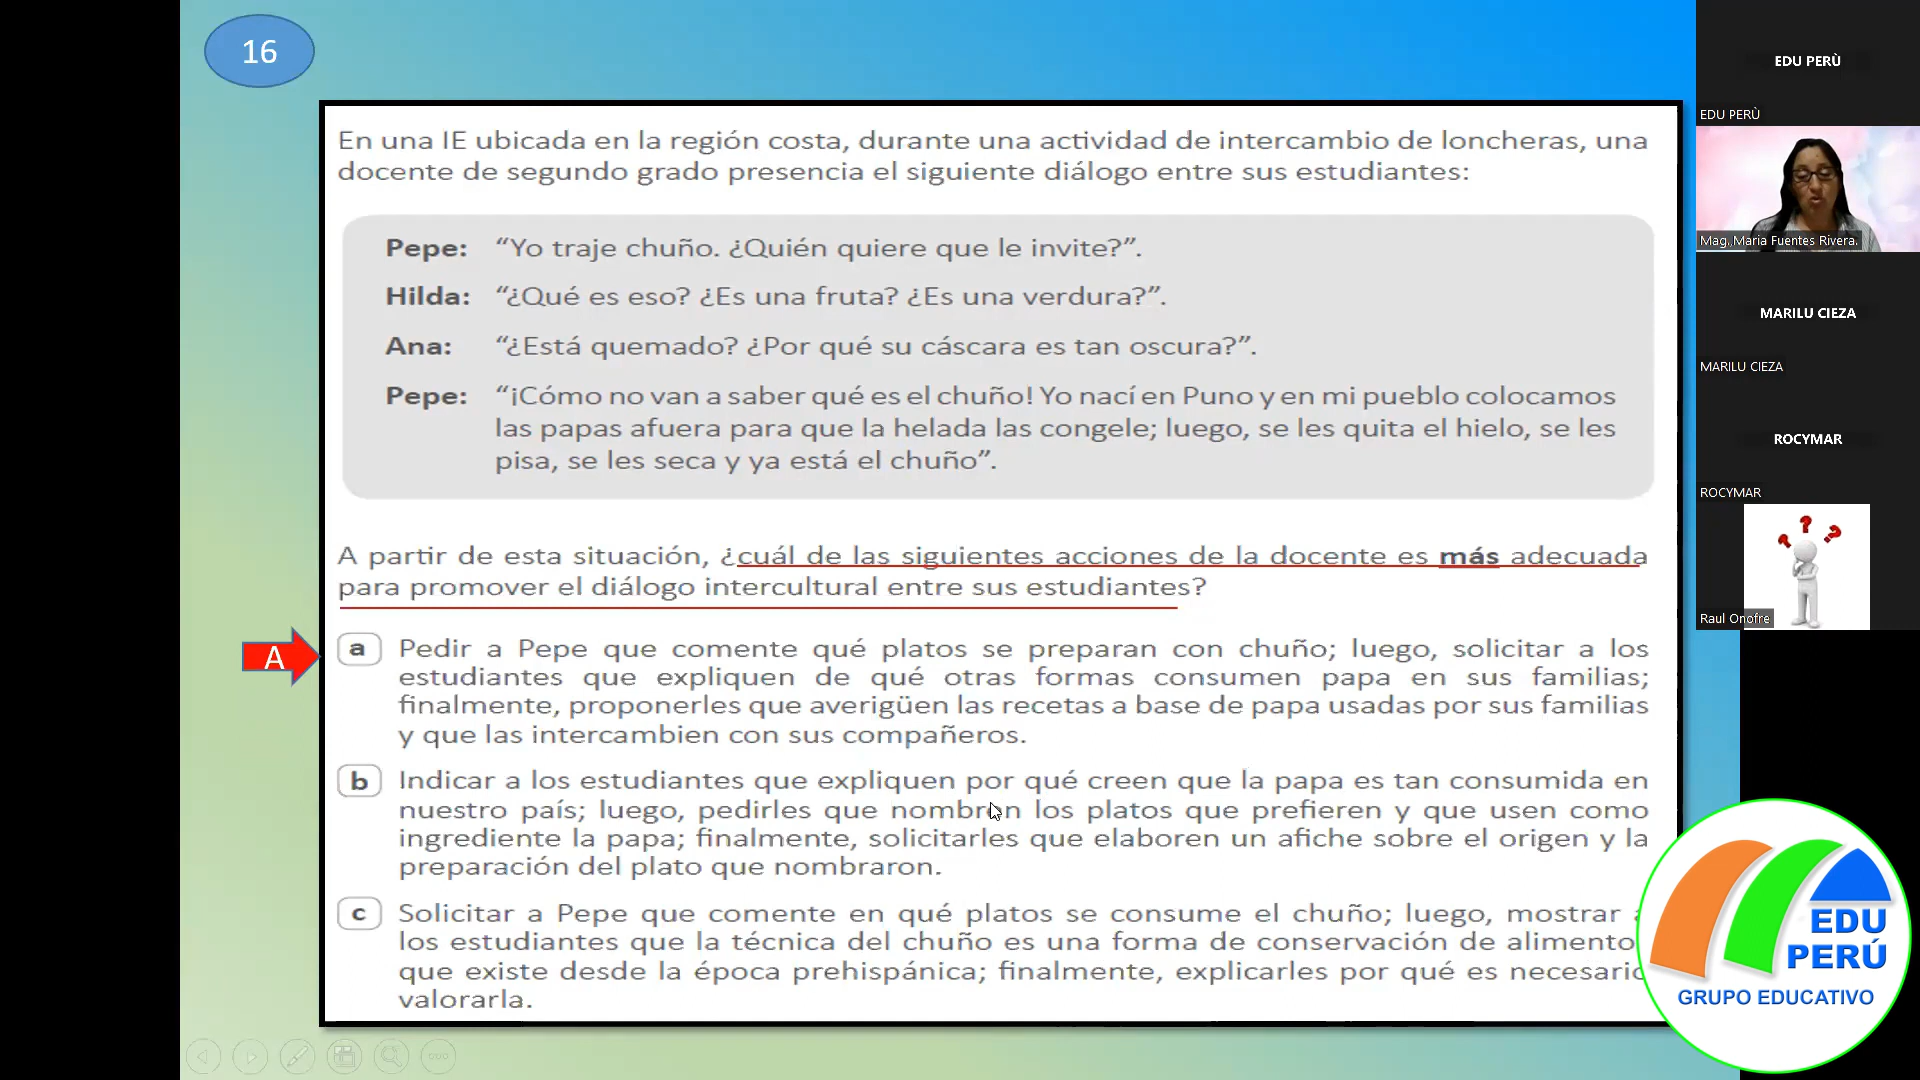 16
En una IE ubicada en la región costa, durante una actividad de intercambio de loncheras, una
docente de segundo grado presencia el siguiente diálogo entre sus estudiantes:
Pepe: “Yo traje chuño. ¿Quién quiere que le invite?”.
Hilda: “¿Qué es eso? ¿Es una fruta? ¿Es una verdura?”.
Ana: “¿Está quemado? ¿Por qué su cáscara es tan oscura?”.
Pepe: “¡Cómo no van a saber qué es el chuño! Yo nací en Puno y en mi pueblo colocamos
las papas afuera para que la helada las congele; luego, se les quita el hielo, se les
pisa, se les seca y ya está el chuño”.
A partir de esta situación, ¿cuál de las siguientes acciones de la docente es más adecuada
para promover el diálogo intercultural entre sus estudiantes?
A
a Pedir a Pepe que comente qué platos se preparan con chuño; luego, solicitar a los
estudiantes que expliquen de qué otras formas consumen papa en sus familias;
finalmente, proponerles que averigüen las recetas a base de papa usadas por sus familias
y que las intercambien con sus compañeros.
b Indicar a los estudiantes que expliquen por qué creen que la papa es tan consumida en
nuestro país; luego, pedirles que nombren los platos que prefieren y que usen como
ingrediente la papa; finalmente, solicitarles que elaboren un afiche sobre el origen y la
preparación del plato que nombraron.
c Solicitar a Pepe que comente en qué platos se consume el chuño; luego, mostrar a
los estudiantes que la técnica del chuño es una forma de conservación de alimento
que existe desde la época prehispánica; finalmente, explicarles por qué es necesario
valorarla.
EDU PERÙ
EDU PERÙ
Mag. Maria Fuentes Rivera.
MARILU CIEZA
MARILU CIEZA
ROCYMAR
ROCYMAR
Raul Onofre
EDU
PERÚ
GRUPO EDUCATIVO